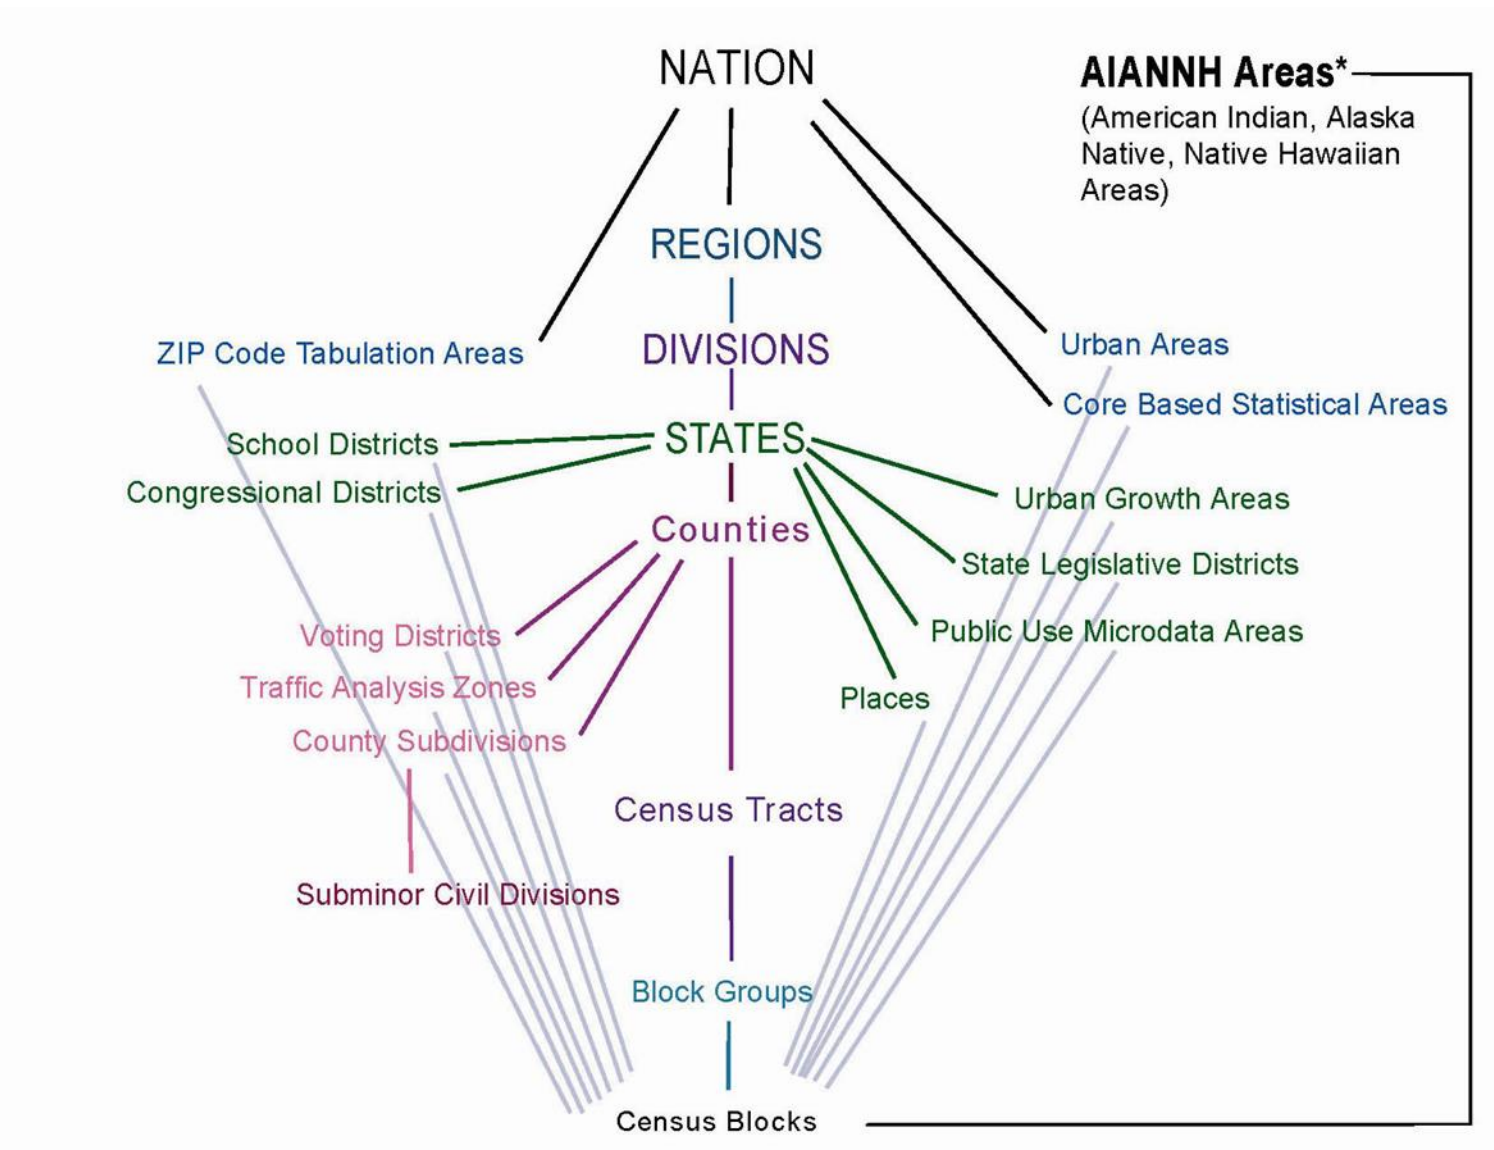 NATION
AIANNH Areas*
(American Indian, Alaska
Native, Native Hawaiian
Areas)
REGIONS
ZIP Code Tabulation Areas
DIVISIONS
Urban Areas
Core Based Statistical Areas
School Districts
STATES
Congressional Districts
Urban Growth Areas
Counties
State Legislative Districts
Voting Districts
Public Use Microdata Areas
Traffic Analysis Zones
Places
County Subdivisions
Census Tracts
Subminor Civil Divisions
Block Groups
Census Blocks